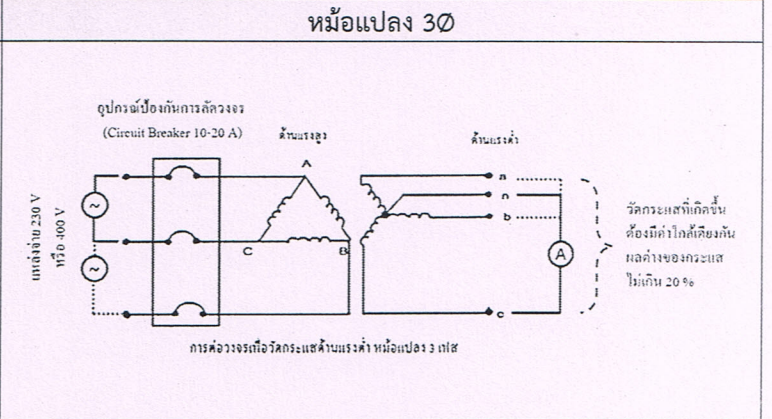 หม้อแปลง 3Ø
อุปกรณ์ป้องกันการลัดวงจร
(Circuit Breaker 10-20 A)
ด้านแรงสูง
ด้านแรงต่ำ
A
a
n
b
~
แหล่งจ่าย 230 V
หรือ 400 V
วัดกระแสที่เกิดขึ้น
ต้องมีค่าใกล้เคียงกัน
ผลต่างของกระแส
ไม่เกิน 20 %
C
B
A
~
c
การต่อวงจรเพื่อวัดกระแสด้านแรงต่ำ หม้อแปลง 3 เฟส